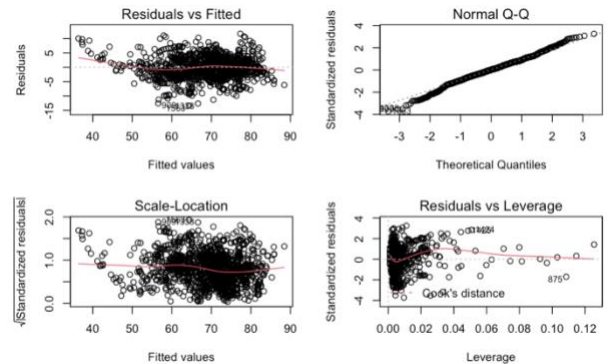 Residuals vs Fitted
Residuals
5
-5
-15
40 50 60 70 80 90
Fitted values
Normal Q-Q
Standardized residuals
4
2
0
-2
-4
-3 -2 -1 0 1 2 3
Theoretical Quantiles
Scale-Location
√|Standardized residuals|
2.0
1.0
0.0
40 50 60 70 80 90
Fitted values
Residuals vs Leverage
Standardized residuals
4
2
0
-2
-4
875
Cook's distance
0.00 0.02 0.04 0.06 0.08 0.10 0.12
Leverage